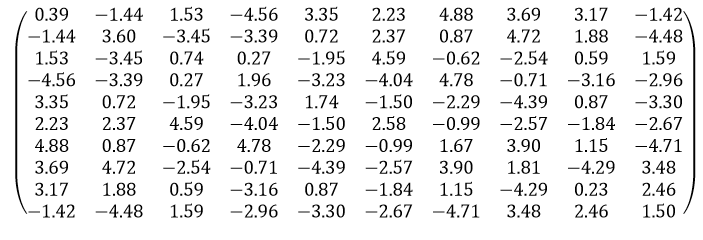 0.39 −1.44 1.53 −4.56 3.35 2.23 4.88 3.69 3.17 −1.42
−1.44 3.60 −3.45 −3.39 0.72 2.37 0.87 4.72 1.88 −4.48
1.53 −3.45 0.74 0.27 −1.95 4.59 −0.62 −2.54 0.59 1.59
−4.56 −3.39 0.27 1.96 −3.23 −4.04 4.78 −0.71 −3.16 −2.96
3.35 0.72 −1.95 −3.23 1.74 −1.50 −2.29 −4.39 0.87 −3.30
2.23 2.37 4.59 −4.04 −1.50 2.58 −0.99 −2.57 −1.84 −2.67
4.88 0.87 −0.62 4.78 −2.29 −0.99 1.67 3.90 1.15 −4.71
3.69 4.72 −2.54 −0.71 −4.39 −2.57 3.90 1.81 −4.29 3.48
3.17 1.88 0.59 −3.16 0.87 −1.84 1.15 −4.29 0.23 2.46
−1.42 −4.48 1.59 −2.96 −3.30 −2.67 −4.71 3.48 2.46 1.50